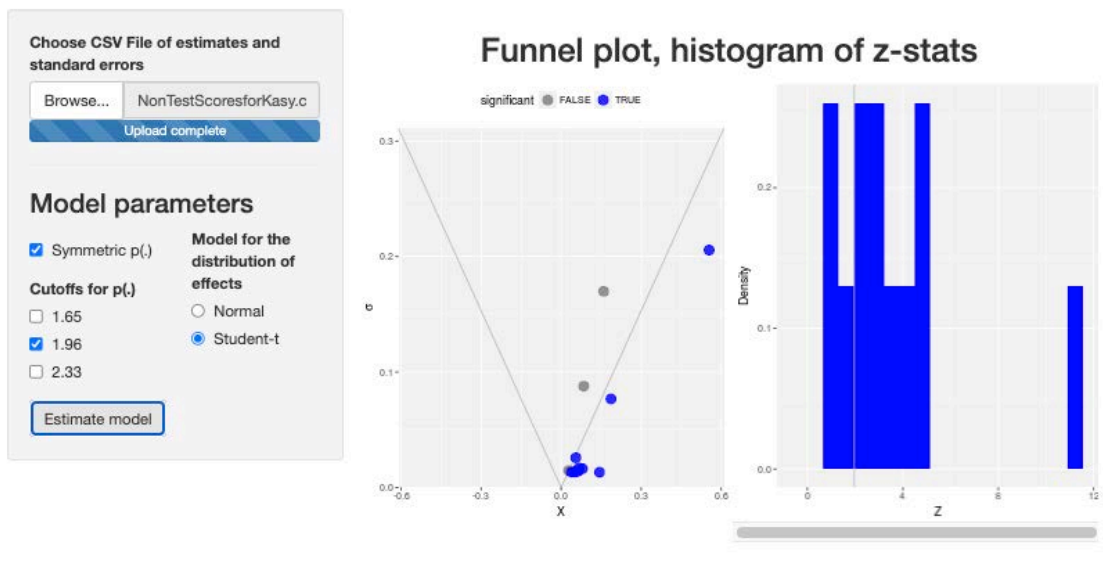 Choose CSV File of estimates and
standard errors
Browse... NonTestScoresforKasy.c
Upload complete
Model parameters
Symmetric p(.)
Cutoffs for p(.)
1.65
1.96
2.33
Model for the
distribution of
effects
Normal
Student-t
Estimate model
Funnel plot, histogram of z-stats
significant FALSE TRUE
σ
0.3
0.2
0.1
0.0
-0.6 -0.3 0.0 0.3 0.6
X
Density
0.2
0.1
0.0
0 4 8 12
Z